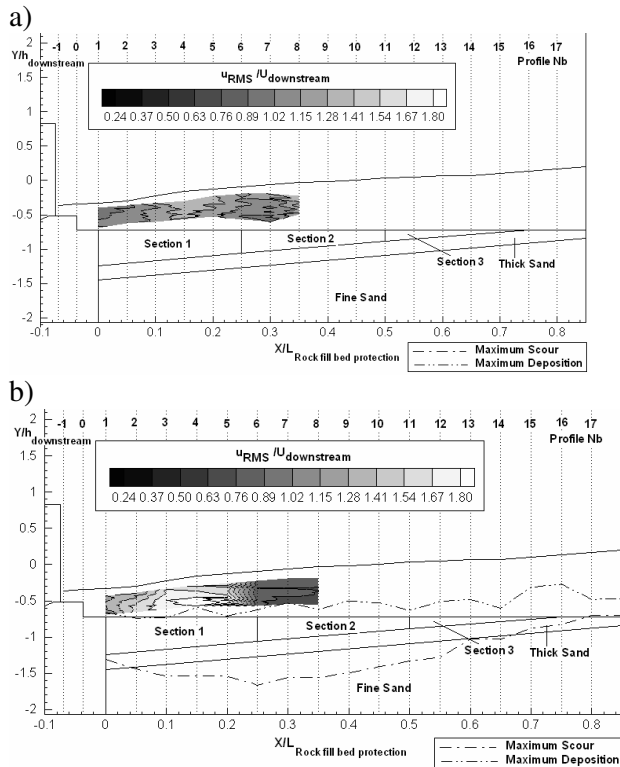 a)
2
Y/h downstream
-1 0 1 2 3 4 5 6 7 8 9 10 11 12 13 14 15 16 17
Profile Nb
uRMS /Udownstream
0.24 0.37 0.50 0.63 0.76 0.89 1.02 1.15 1.28 1.41 1.54 1.67 1.80
1
0.5
0
-0.5
-1
-1.5
-2
Section 1
Section 2
Section 3
Thick Sand
Fine Sand
-0.1 0 0.1 0.2 0.3 0.4 0.5 0.6 0.7 0.8
X/L Rock fill bed protection
Maximum Scour
Maximum Deposition
b)
2
Y/h downstream
-1 0 1 2 3 4 5 6 7 8 9 10 11 12 13 14 15 16 17
Profile Nb
uRMS /Udownstream
0.24 0.37 0.50 0.63 0.76 0.89 1.02 1.15 1.28 1.41 1.54 1.67 1.80
1
0.5
0
-0.5
-1
-1.5
-2
Section 1
Section 2
Section 3
Thick Sand
Fine Sand
-0.1 0 0.1 0.2 0.3 0.4 0.5 0.6 0.7 0.8
X/L Rock fill bed protection
Maximum Scour
Maximum Deposition